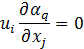 u_i ∂α_q/∂x_j = 0